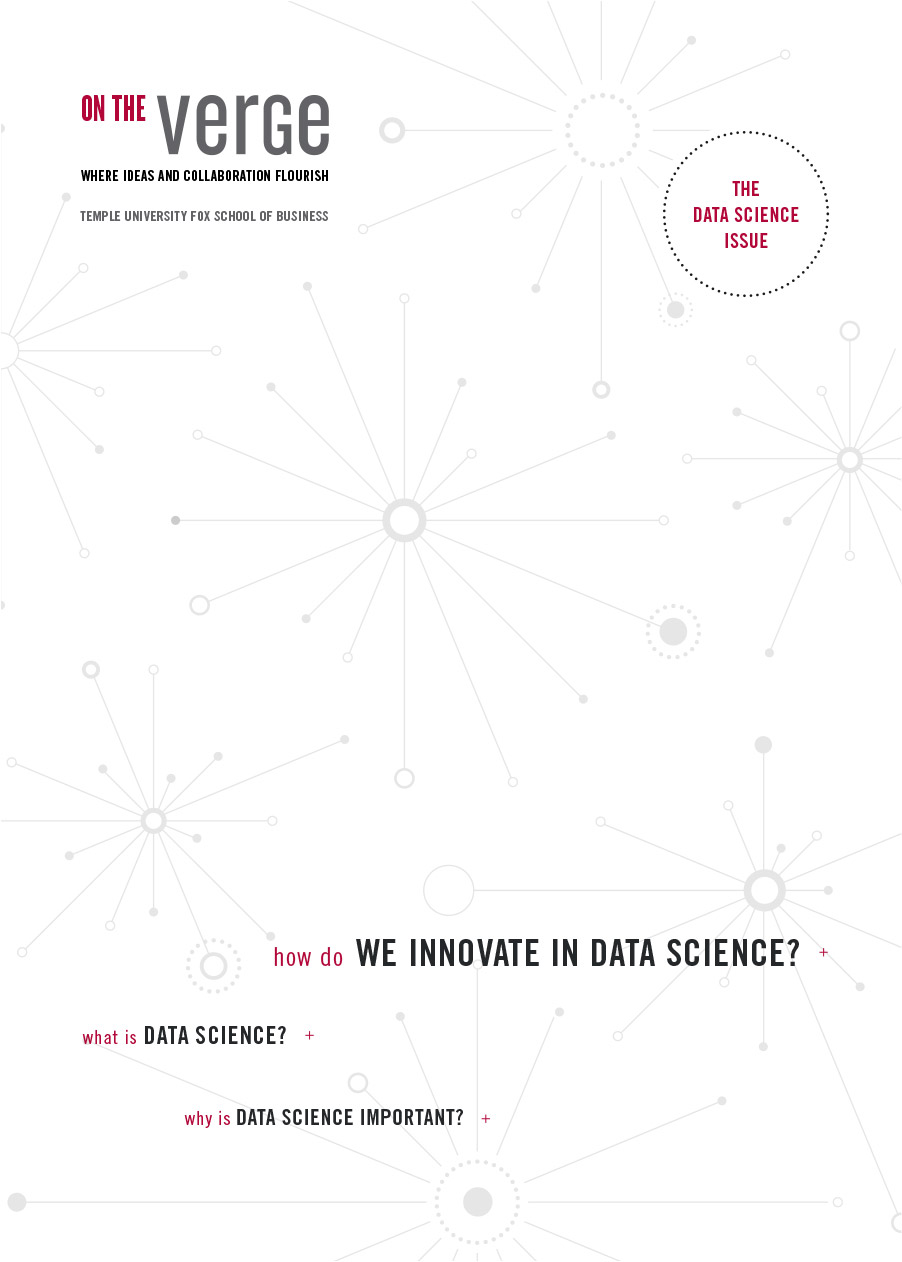 ON THE verge
WHERE IDEAS AND COLLABORATION FLOURISH
TEMPLE UNIVERSITY FOX SCHOOL OF BUSINESS
THE
DATA SCIENCE
ISSUE
how do WE INNOVATE IN DATA SCIENCE? +
what is DATA SCIENCE? +
why is DATA SCIENCE IMPORTANT? +